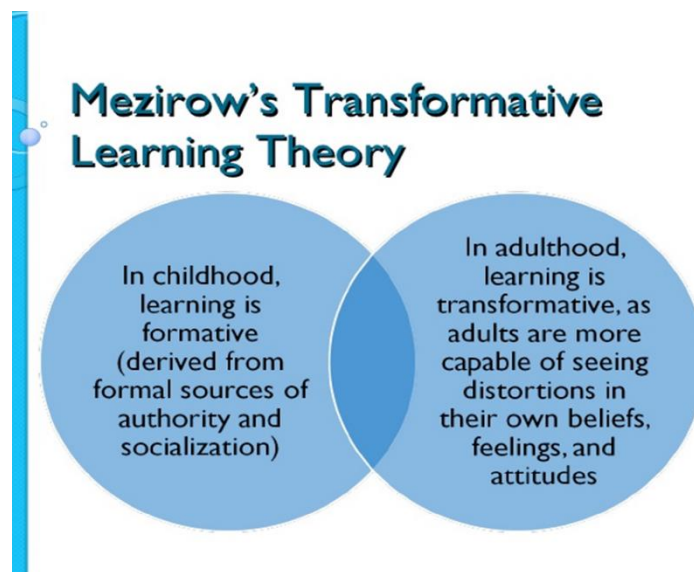 Mezirow's Transformative
Learning Theory
In childhood,
learning is
formative
(derived from
formal sources of
authority and
socialization)
In adulthood,
learning is
transformative, as
adults are more
capable of seeing
distortions in
their own beliefs,
feelings, and
attitudes